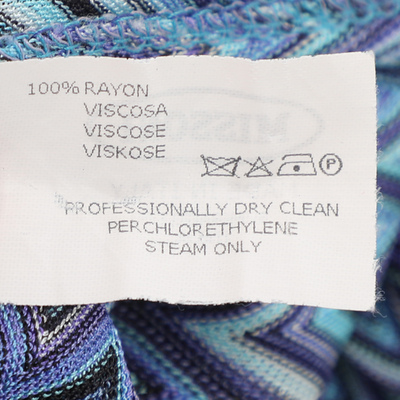 100% RAYON
VISCOSA
VISCOSE
VISKOSE
P
PROFESSIONALLY DRY CLEAN
PERCHLORETHYLENE
STEAM ONLY